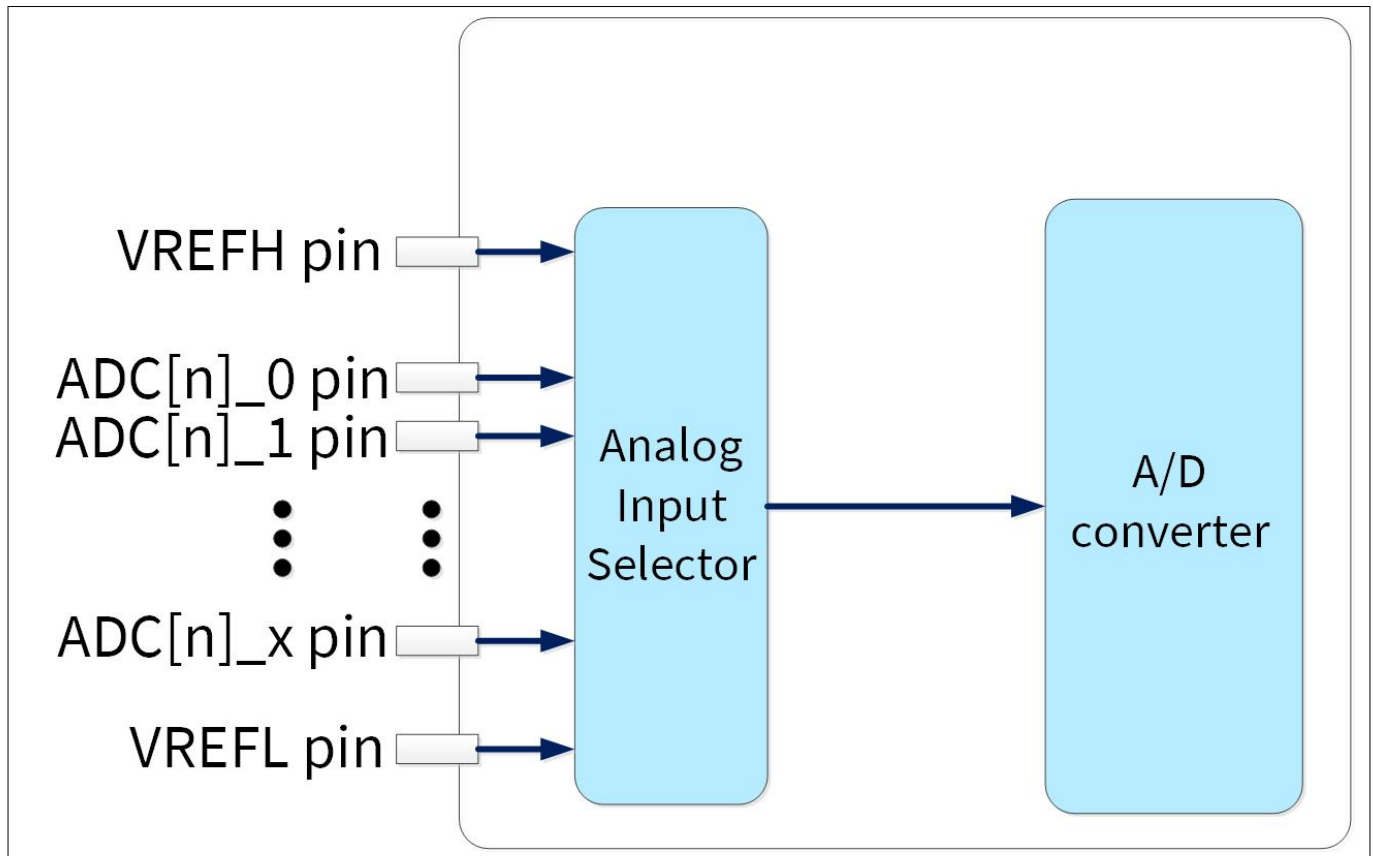 VREFH pin
ADC[n]_0 pin
ADC[n]_1 pin
ADC[n]_x pin
VREFL pin
Analog
Input
Selector
A/D
converter